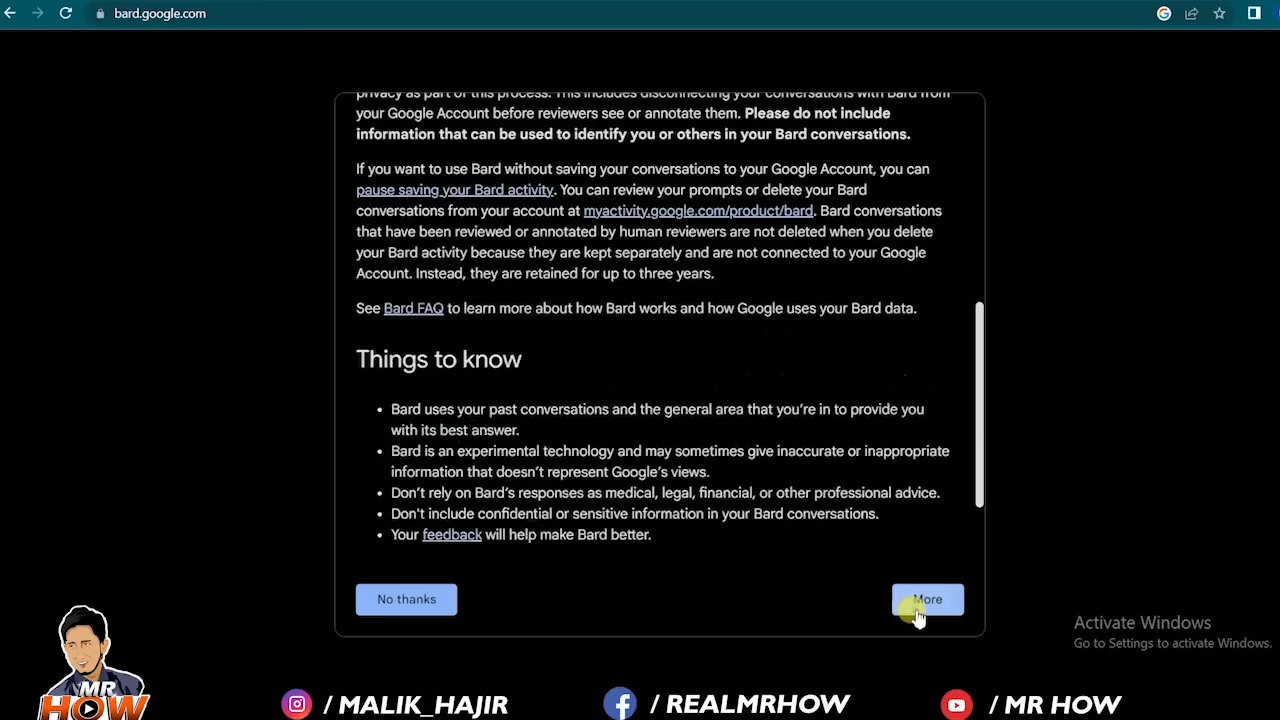 bard.google.com
privacy as part of this process. This includes disconnecting your conversations with Bard from
your Google Account before reviewers see or annotate them. Please do not include
information that can be used to identify you or others in your Bard conversations.
If you want to use Bard without saving your conversations to your Google Account, you can
pause saving your Bard activity. You can review your prompts or delete your Bard
conversations from your account at myactivity.google.com/product/bard. Bard conversations
that have been reviewed or annotated by human reviewers are not deleted when you delete
your Bard activity because they are kept separately and are not connected to your Google
Account. Instead, they are retained for up to three years.
See Bard FAQ to learn more about how Bard works and how Google uses your Bard data.
Things to know
• Bard uses your past conversations and the general area that you’re in to provide you
with its best answer.
• Bard is an experimental technology and may sometimes give inaccurate or inappropriate
information that doesn’t represent Google’s views.
• Don’t rely on Bard’s responses as medical, legal, financial, or other professional advice.
• Don't include confidential or sensitive information in your Bard conversations.
• Your feedback will help make Bard better.
No thanks
More
Activate Windows
Go to Settings to activate Windows.
MR
HOW
/ MALIK_HAJIR
/ REALMRHOW
/ MR HOW